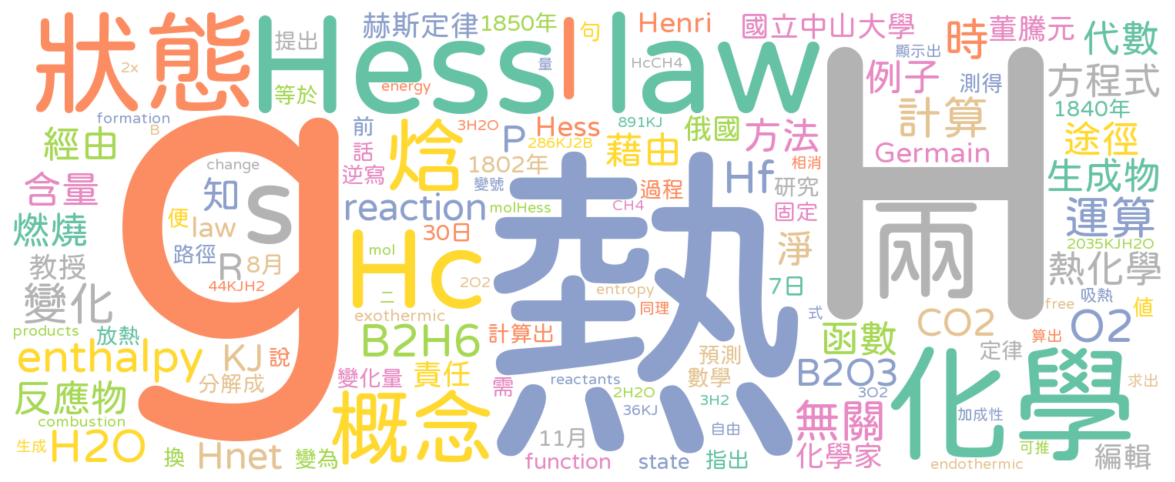 狀態
Hess
l
law
H
g
熱
赫斯定律
1850年
句
Henri
國立中山大學
時
董騰元
代數
提出
2x
量
HcCH4
顯示出
方程式
等於
energy
例子
測得
formation
B
前
3H2O
P
Hess
891KJ
俄國
方法
計算
1840年
途徑
經由
286KJ2B
話
焓
1802年
藉由
Germain
change
逆寫
變號
過程
相消
Hf
研究
生成物
含量
知
s
reaction
molHess
CH4
固定
兩
運算
便
law
燃燒
路徑
R
8月
30日
Hc
mol
淨
2035KJH2O
教授
44KJH2
二
2O2
entropy
7日
熱化學
變化
exothermic
同理
free
吸熱
值
products
放熱
計算出
式
函數
CO2
O2
enthalpy
KJ
說
B2H6
預測
定律
算出
分解成
變化量
責任
需
reactants
數學
B2O3
3O2
化學
求出
反應物
combustion
2H2O
3H2
36KJ
概念
無關
加成性
自由
生成
H2O
換
Hnet
變為
11月
function
state
指出
化學家
endothermic
可推
編輯